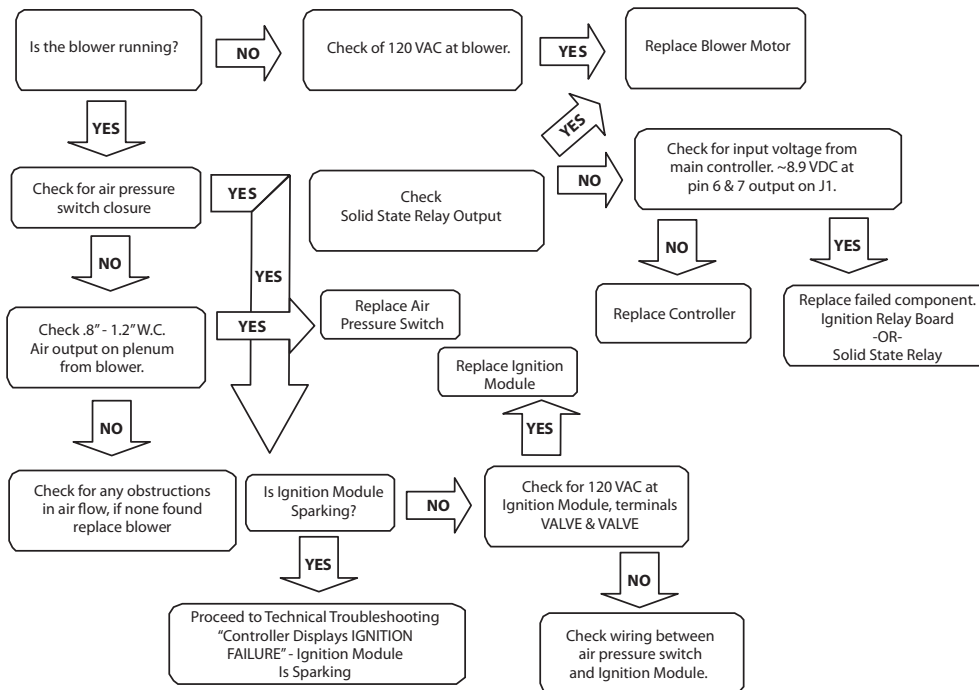 Is the blower running?
NO
Check of 120 VAC at blower.
YES
Replace Blower Motor
YES
YES
Check for air pressure
switch closure
YES
Check
Solid State Relay Output
NO
Check for input voltage from
main controller. ~8.9 VDC at
pin 6 & 7 output on J1.
NO
YES
NO
YES
Check .8” - 1.2” W.C.
Air output on plenum
from blower.
YES
Replace Air
Pressure Switch
Replace Controller
Replace failed component.
Ignition Relay Board
-OR-
Solid State Relay
Replace Ignition
Module
NO
YES
Check for any obstructions
in air flow, if none found
replace blower
Is Ignition Module
Sparking?
NO
Check for 120 VAC at
Ignition Module, terminals
VALVE & VALVE
YES
NO
Proceed to Technical Troubleshooting
“Controller Displays IGNITION
FAILURE” - Ignition Module
Is Sparking
Check wiring between
air pressure switch
and Ignition Module.